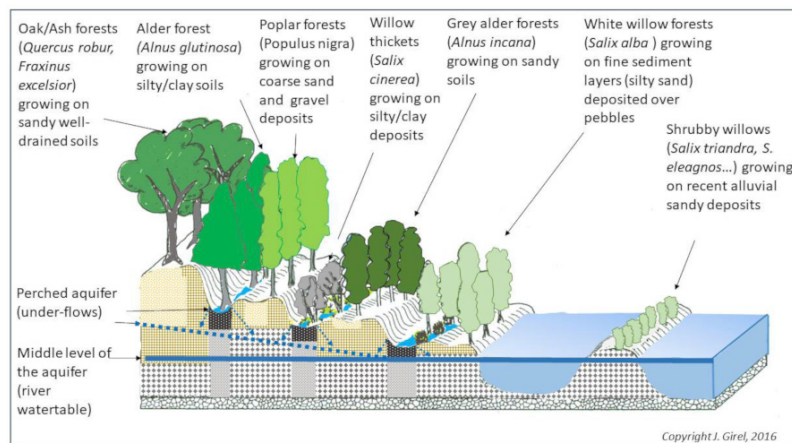 Oak/Ash forests
(Quercus robur,
Fraxinus
excelsior)
growing on
sandy well-
drained soils
Alder forest
(Alnus glutinosa)
growing on
silty/clay soils
Poplar forests
(Populus nigra)
growing on
coarse sand
and gravel
deposits
Willow
thickets
(Salix
cinerea)
growing on
silty/clay
deposits
Grey alder forests
(Alnus incana)
growing on sandy
soils
White willow forests
(Salix alba ) growing
on fine sediment
layers (silty sand)
deposited over
pebbles
Shrubby willows
(Salix triandra, S.
eleagnos...) growing
on recent alluvial
sandy deposits
Perched aquifer
(under-flows)
Middle level of
the aquifer
(river
watertable)
Copyright J. Girel, 2016